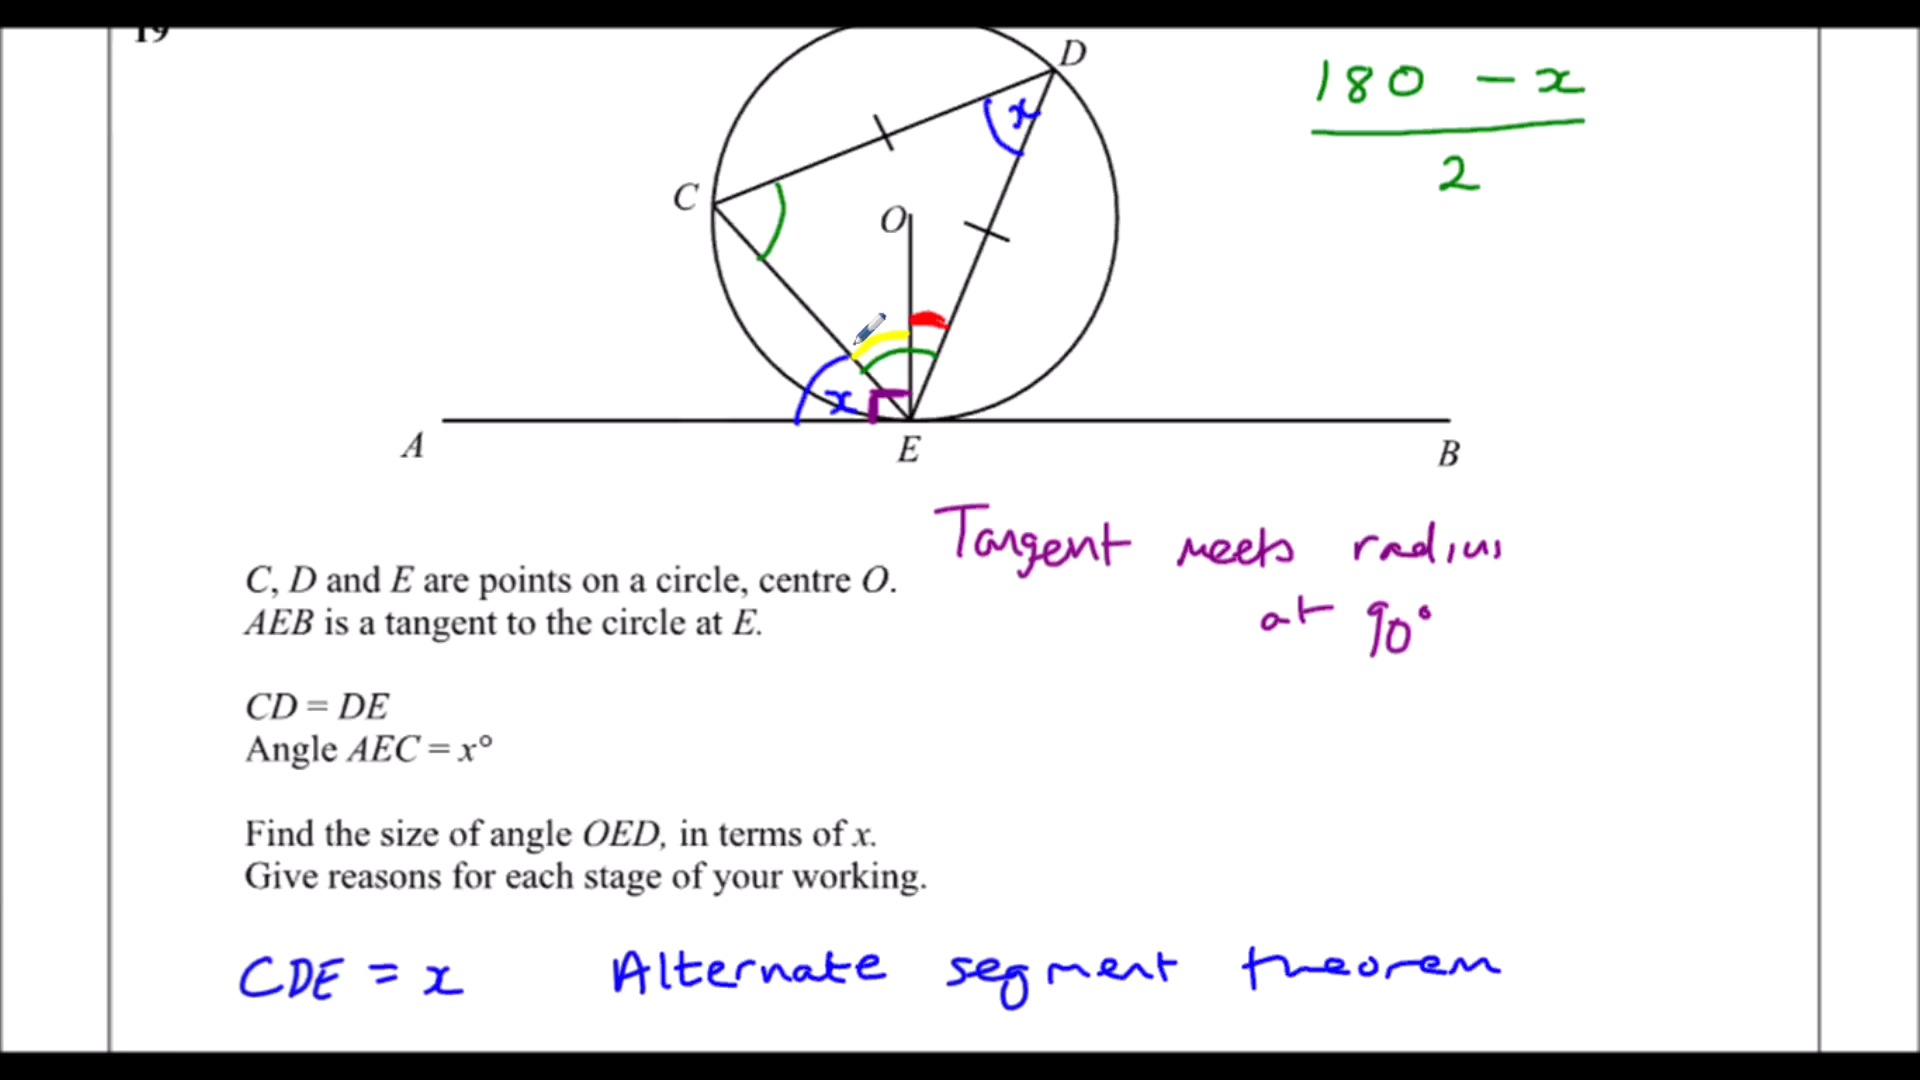 19
D
180 - x
x
2
C
O
x
A
E
B
Tangent meets radius
at 90°
C, D and E are points on a circle, centre O.
AEB is a tangent to the circle at E.
CD = DE
Angle AEC = x°
Find the size of angle OED, in terms of x.
Give reasons for each stage of your working.
CDE = x Alternate segment theorem